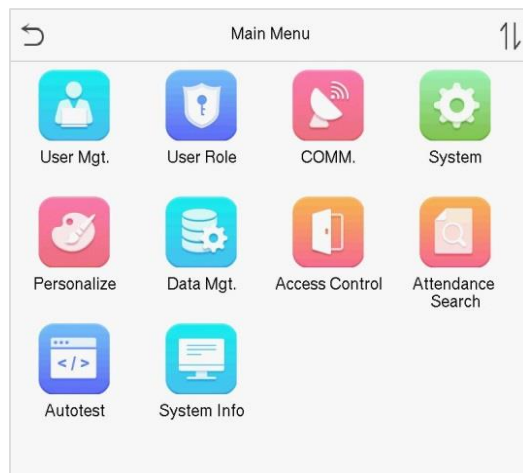 Main Menu
User Mgt.
User Role
COMM.
System
Personalize
Data Mgt.
Access Control
Attendance
Search
</>
Autotest
System Info